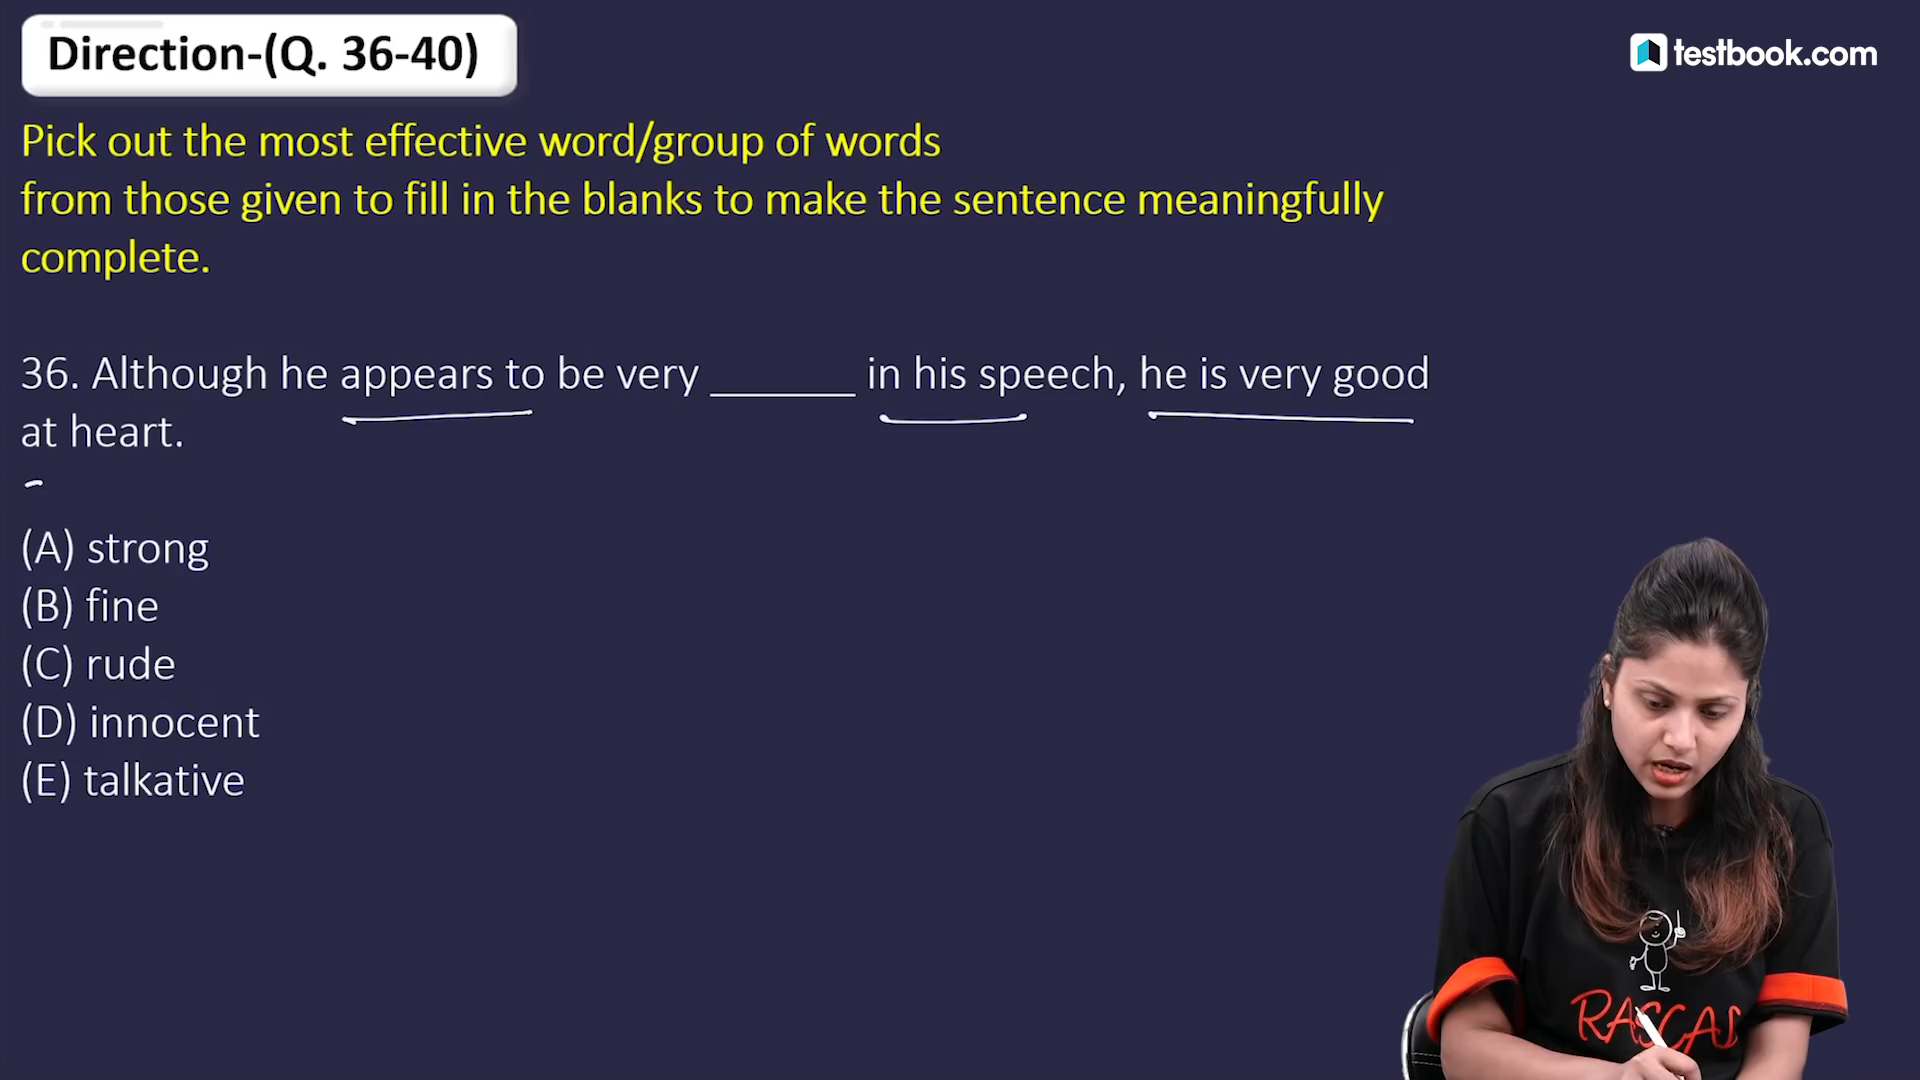 Direction-(Q. 36-40)
testbook.com
Pick out the most effective word/group of words
from those given to fill in the blanks to make the sentence meaningfully
complete.
36. Although he appears to be very ______ in his speech, he is very good
at heart.
(A) strong
(B) fine
(C) rude
(D) innocent
(E) talkative
RASCAL